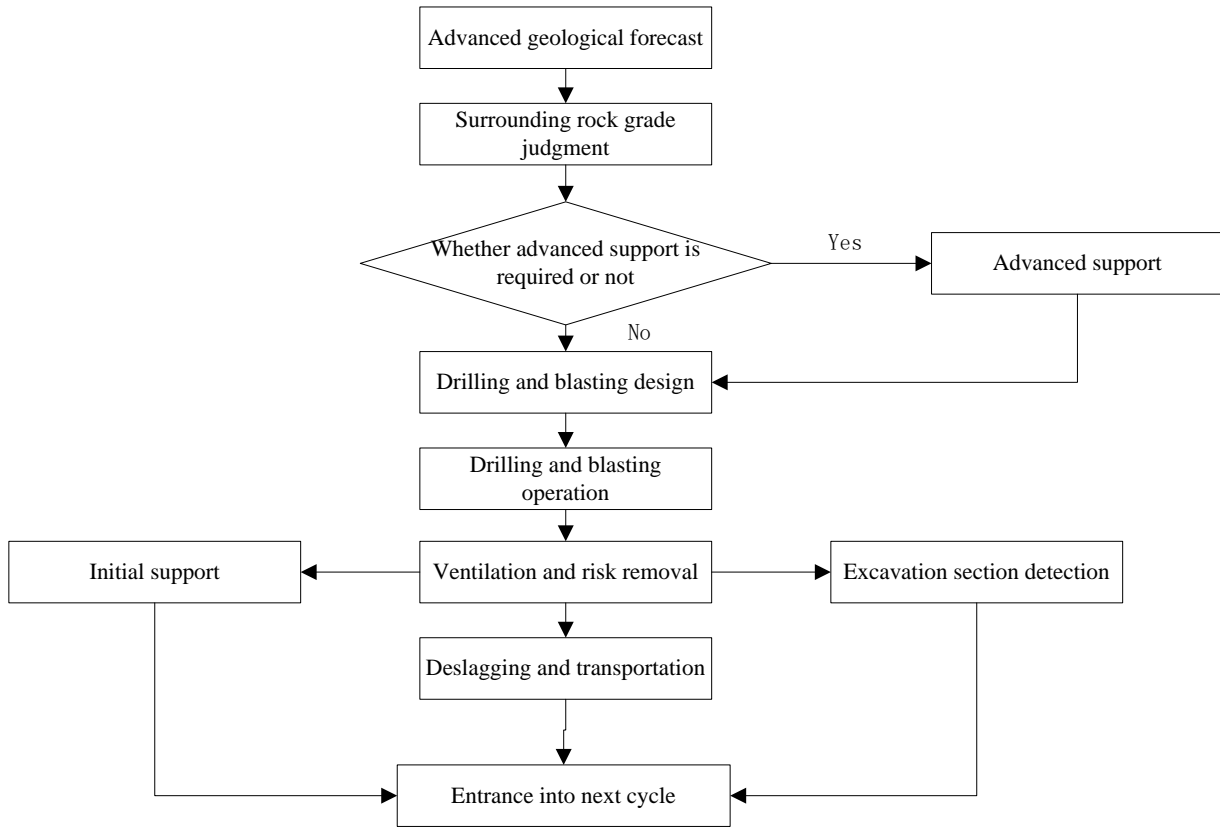 Advanced geological forecast
Surrounding rock grade
judgment
Whether advanced support is
required or not
Yes
Advanced support
No
Drilling and blasting design
Drilling and blasting
operation
Initial support
Ventilation and risk removal
Excavation section detection
Deslagging and transportation
Entrance into next cycle